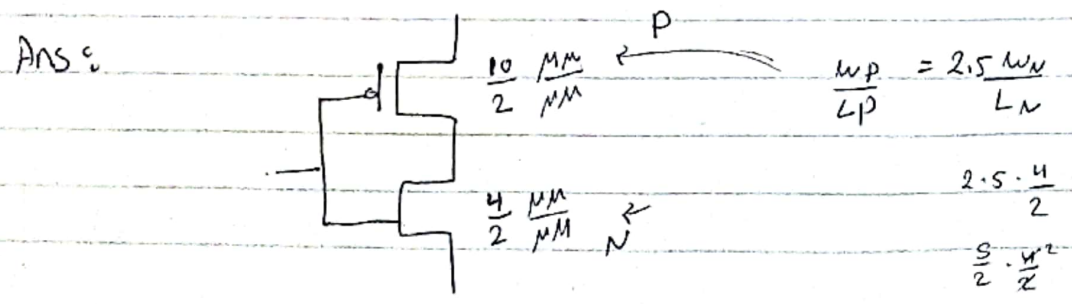 Ans :
P
10/2 μM/μM
WP/LP = 2.5 WN/LN
4/2 μM/μM
N
2.5 · 4/2
5/2 · 4²/2